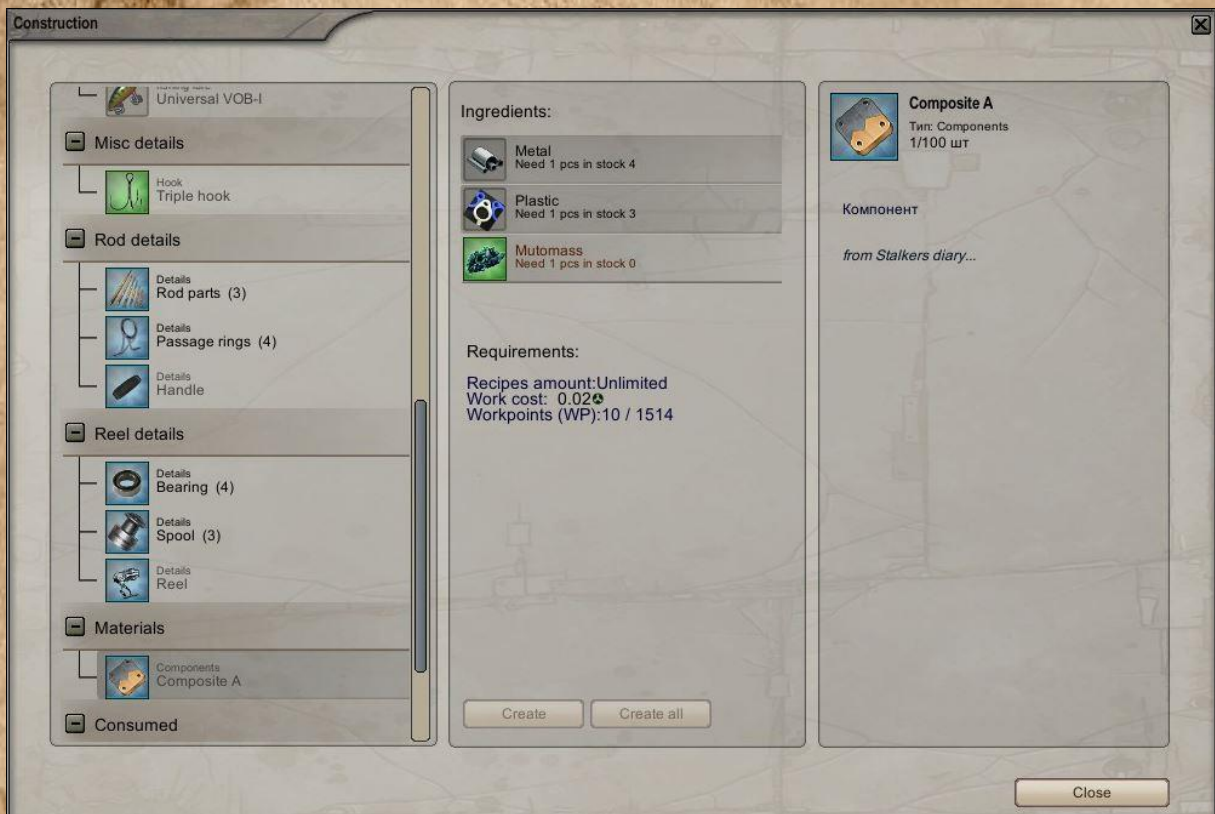 Construction
Universal VOB-I
Misc details
Hook
Triple hook
Rod details
Details
Rod parts (3)
Details
Passage rings (4)
Details
Handle
Reel details
Details
Bearing (4)
Details
Spool (3)
Details
Reel
Materials
Components
Composite A
Consumed
Ingredients:
Metal
Need 1 pcs in stock 4
Plastic
Need 1 pcs in stock 3
Mutomass
Need 1 pcs in stock 0
Requirements:
Recipes amount:Unlimited
Work cost: 0.02
Workpoints (WP):10 / 1514
Create
Create all
Composite A
Тип: Components
1/100 шт
Компонент
from Stalkers diary...
Close